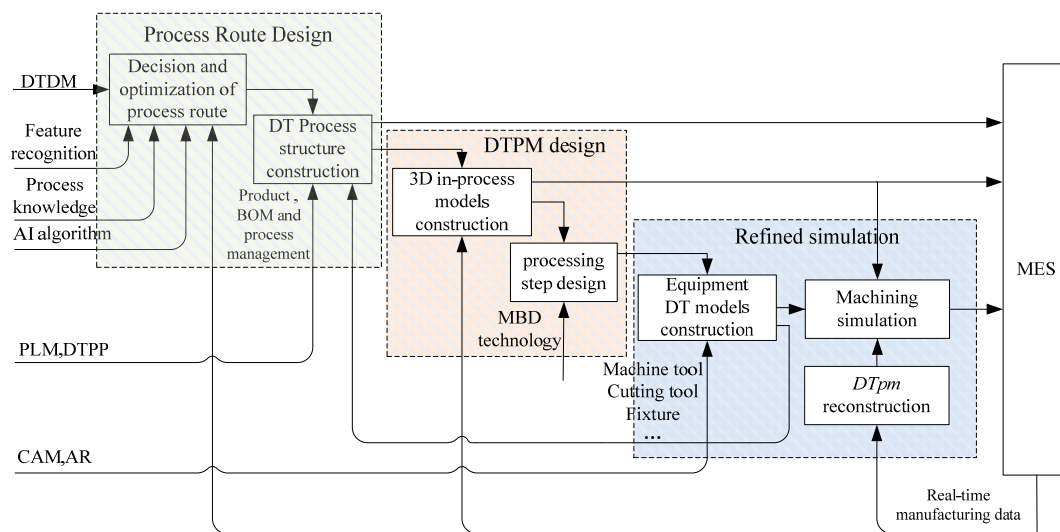 Process Route Design
DTDM
Decision and
optimization of
process route
Feature
recognition
Process
knowledge
AI algorithm
DT Process
structure
construction
Product ,
BOM and
process
management
DTPM design
3D in-process
models
construction
processing
step design
MBD
technology
Refined simulation
Equipment
DT models
construction
Machining
simulation
DTpm
reconstruction
Machine tool
Cutting tool
Fixture
...
MES
PLM,DTPP
CAM,AR
Real-time
manufacturing data